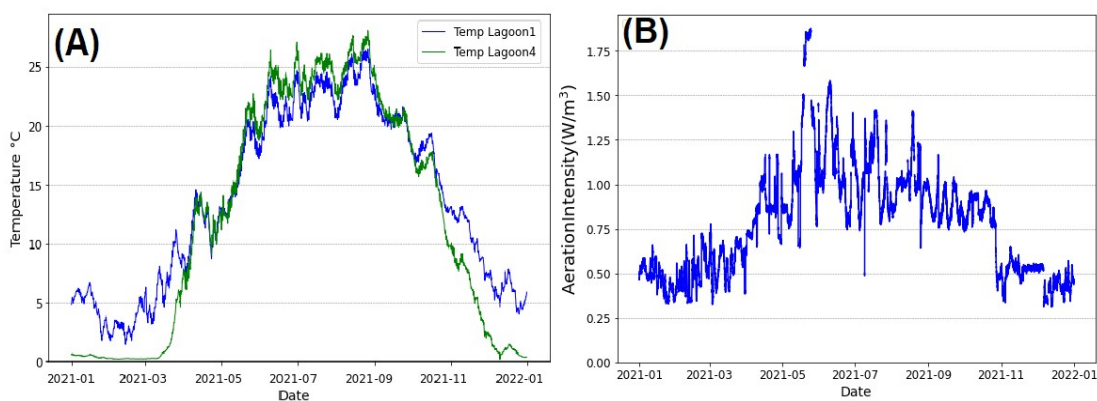 (A)
Temp Lagoon1
Temp Lagoon4
Temperature °C
25
20
15
10
5
0
2021-01 2021-03 2021-05 2021-07 2021-09 2021-11 2022-01
Date
(B)
AerationIntensity(W/m³)
1.75
1.50
1.25
1.00
0.75
0.50
0.25
0.00
2021-01 2021-03 2021-05 2021-07 2021-09 2021-11 2022-01
Date